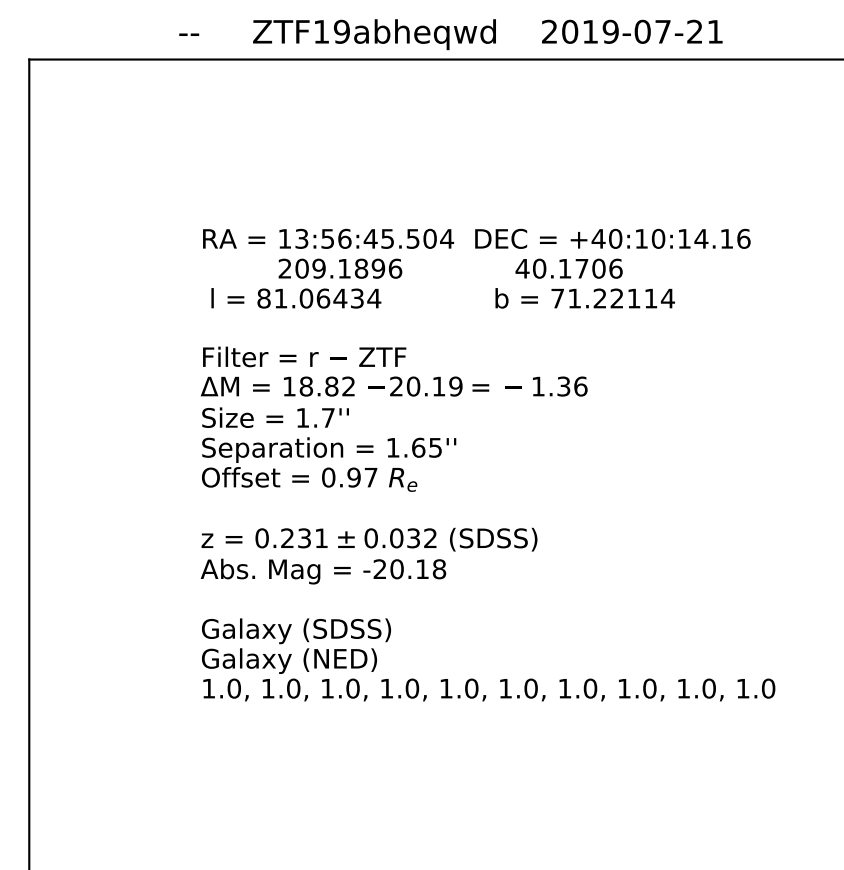 -- ZTF19abheqwd 2019-07-21
RA = 13:56:45.504 DEC = +40:10:14.16
209.1896 40.1706
l = 81.06434 b = 71.22114
Filter = r − ZTF
ΔM = 18.82 −20.19 = − 1.36
Size = 1.7''
Separation = 1.65''
Offset = 0.97 Rₑ
z = 0.231 ± 0.032 (SDSS)
Abs. Mag = -20.18
Galaxy (SDSS)
Galaxy (NED)
1.0, 1.0, 1.0, 1.0, 1.0, 1.0, 1.0, 1.0, 1.0, 1.0